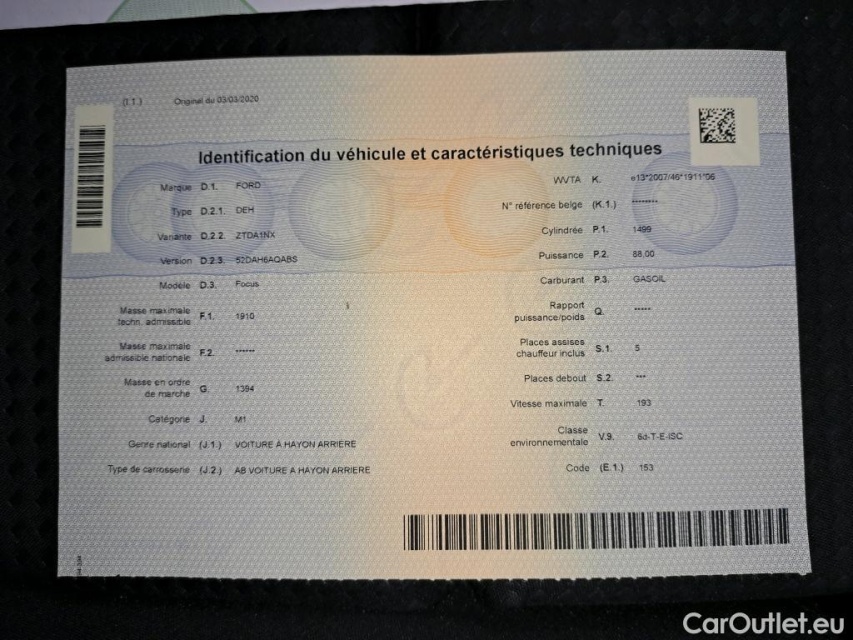 (I.1.) Original du 03/03/2020
Identification du véhicule et caractéristiques techniques
Marque D.1. FORD
Type D.2.1. DEH
Variante D.2.2. ZTDA1NX
Version D.2.3. 52DAH6AQABS
Modèle D.3. Focus
Masse maximale
techn. admissible F.1. 1910
Masse maximale
admissible nationale F.2. ------
Masse en ordre
de marche G. 1394
Catégorie J. M1
Genre national (J.1.) VOITURE A HAYON ARRIERE
Type de carrosserie (J.2.) AB VOITURE A HAYON ARRIERE
WVTA K. e13*2007/46*1911*06
N° référence belge (K.1.) --------
Cylindrée P.1. 1499
Puissance P.2. 88,00
Carburant P.3. GASOIL
Rapport
puissance/poids Q. -----
Places assises
chauffeur inclus S.1. 5
Places debout S.2. ---
Vitesse maximale T. 193
Classe
environnementale V.9. 6d-T-E-ISC
Code (E.1.) 153
CarOutlet.eu